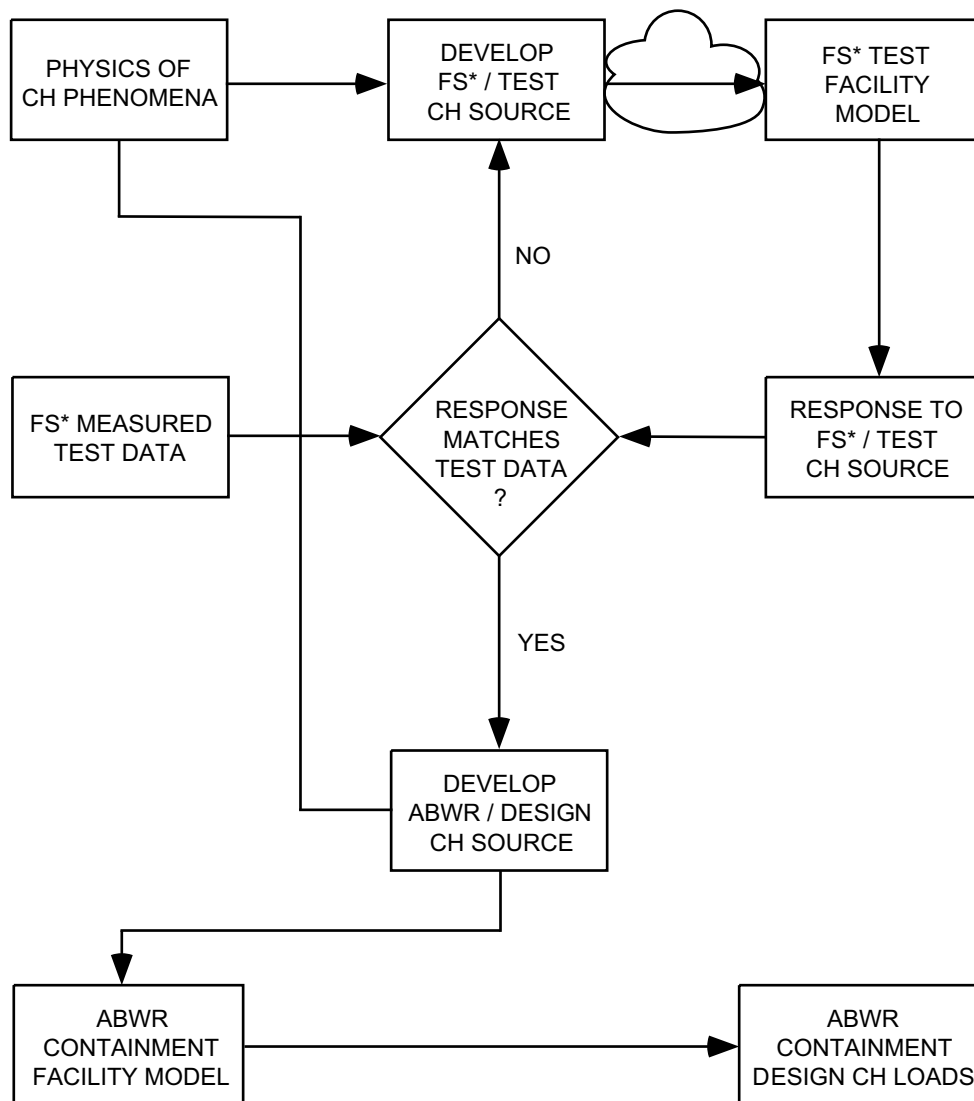 PHYSICS OF
CH PHENOMENA
DEVELOP
FS* / TEST
CH SOURCE
FS* TEST
FACILITY
MODEL
NO
FS* MEASURED
TEST DATA
RESPONSE
MATCHES
TEST DATA
?
RESPONSE TO
FS* / TEST
CH SOURCE
YES
DEVELOP
ABWR / DESIGN
CH SOURCE
ABWR
CONTAINMENT
FACILITY MODEL
ABWR
CONTAINMENT
DESIGN CH LOADS